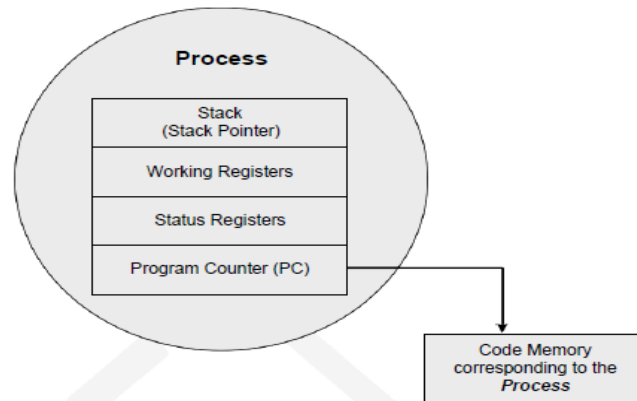 Process
Stack
(Stack Pointer)
Working Registers
Status Registers
Program Counter (PC)
Code Memory
corresponding to the
Process